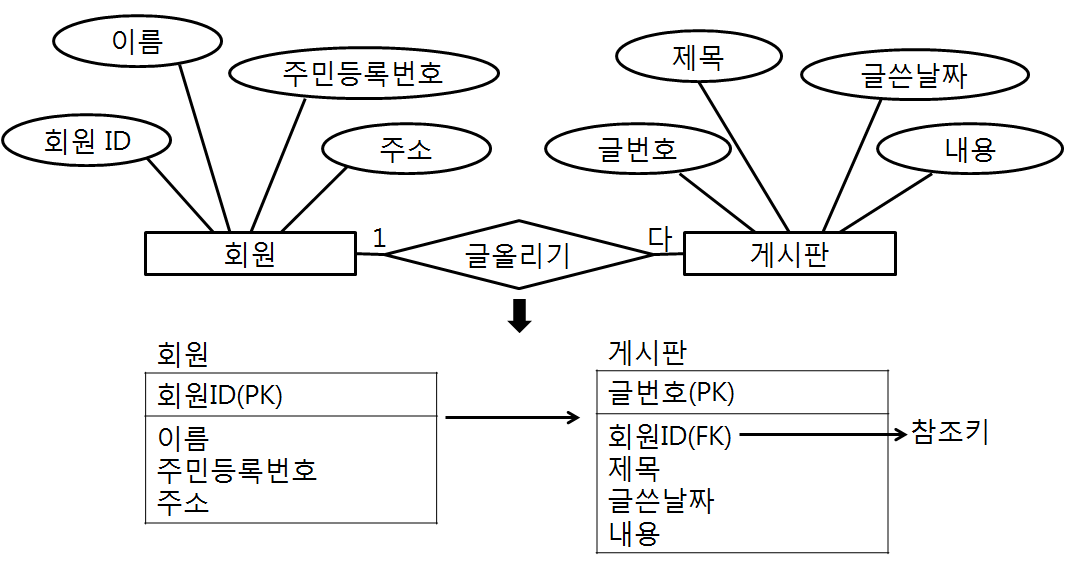 이름
주민등록번호
회원 ID
주소
제목
글쓴날짜
글번호
내용
회원
1
글올리기
다
게시판
회원
회원ID(PK)
이름
주민등록번호
주소
게시판
글번호(PK)
회원ID(FK)
참조키
제목
글쓴날짜
내용